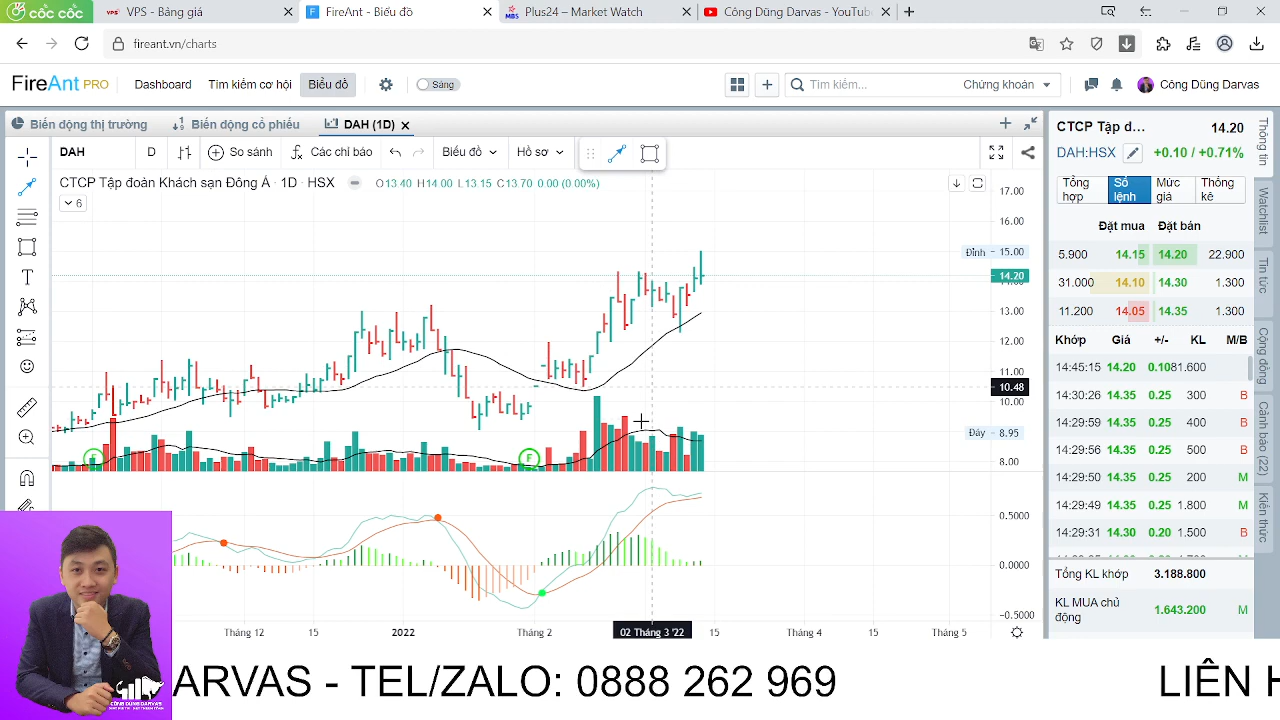 cốc cốc
VPS - Bảng giá
FireAnt - Biểu đồ
MBS Plus24 – Market Watch
Công Dũng Darvas - YouTube
fireant.vn/charts
FireAnt PRO
Dashboard
Tìm kiếm cơ hội
Biểu đồ
Sáng
Tìm kiếm...
Chứng khoán
Công Dũng Darvas
Biến động thị trường
Biến động cổ phiếu
DAH (1D)
DAH
D
So sánh
Các chỉ báo
Biểu đồ
Hồ sơ
CTCP Tập đoàn Khách sạn Đông Á · 1D · HSX
O13.40 H14.00 L13.15 C13.70 0.00 (0.00%)
6
17.00
16.00
Đỉnh 15.00
14.20
14.00
13.00
12.00
11.00
10.48
10.00
Đáy 8.95
8.00
F
F
0.5000
0.0000
-0.5000
Tháng 12
15
2022
Tháng 2
02 Tháng 3 '22
15
Tháng 4
15
Tháng 5
CTCP Tập đ... 14.20
DAH:HSX +0.10 / +0.71%
Tổng hợp
Sổ lệnh
Mức giá
Thống kê
Đặt mua Đặt bán
5.900 14.15 14.20 22.900
31.000 14.10 14.30 1.300
11.200 14.05 14.35 1.300
Khớp Giá +/- KL M/B
14:45:15 14.20 0.10 81.600
14:30:26 14.35 0.25 300 B
14:29:59 14.35 0.25 400 B
14:29:56 14.35 0.25 500 B
14:29:50 14.35 0.25 200 M
14:29:49 14.35 0.25 1.800 M
14:31:30 14.30 0.20 1.500 B
Tổng KL khớp 3.188.800
KL MUA chủ động 1.643.200 M
Thông tin
Watchlist
Tin tức
Cộng đồng
Cảnh báo (22)
Kiến thức
CÔNG DŨNG DARVAS
ARVAS - TEL/ZALO: 0888 262 969
LIÊN H